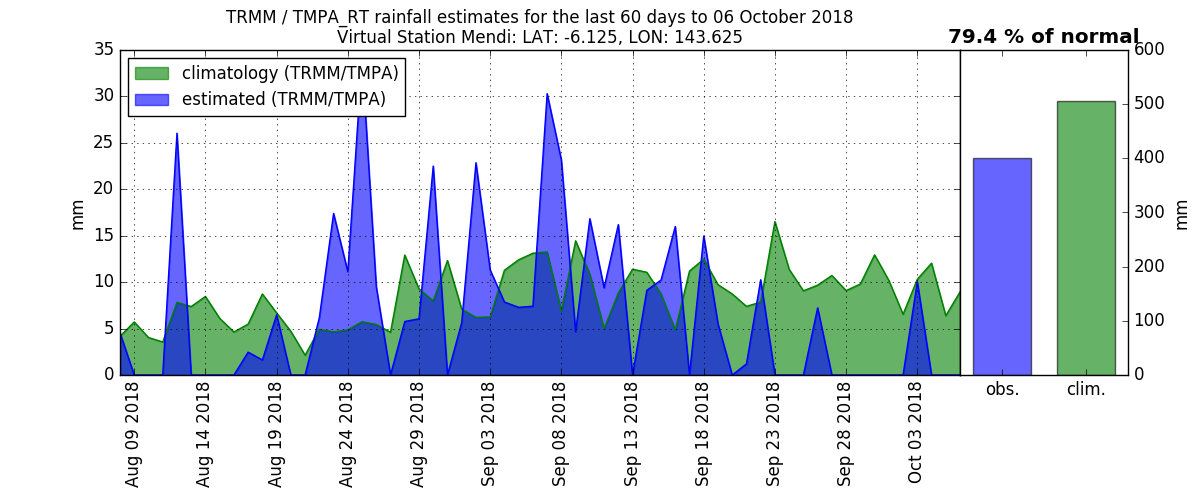 TRMM / TMPA_RT rainfall estimates for the last 60 days to 06 October 2018
Virtual Station Mendi: LAT: -6.125, LON: 143.625
79.4 % of normal
climatology (TRMM/TMPA)
estimated (TRMM/TMPA)
35
30
25
20
15
10
5
0
mm
Aug 09 2018
Aug 14 2018
Aug 19 2018
Aug 24 2018
Aug 29 2018
Sep 03 2018
Sep 08 2018
Sep 13 2018
Sep 18 2018
Sep 23 2018
Sep 28 2018
Oct 03 2018
600
500
400
300
200
100
0
mm
obs.
clim.